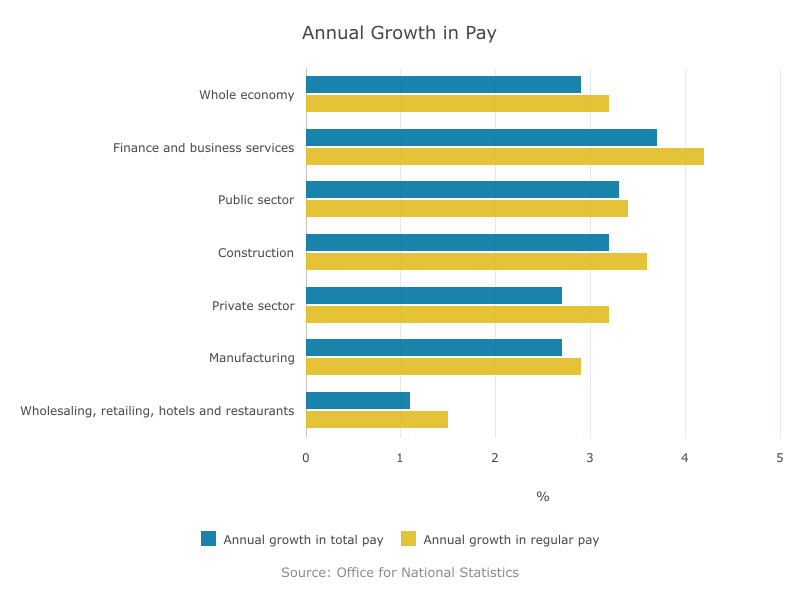 Annual Growth in Pay
Whole economy
Finance and business services
Public sector
Construction
Private sector
Manufacturing
Wholesaling, retailing, hotels and restaurants
0 1 2 3 4 5
%
Annual growth in total pay Annual growth in regular pay
Source: Office for National Statistics